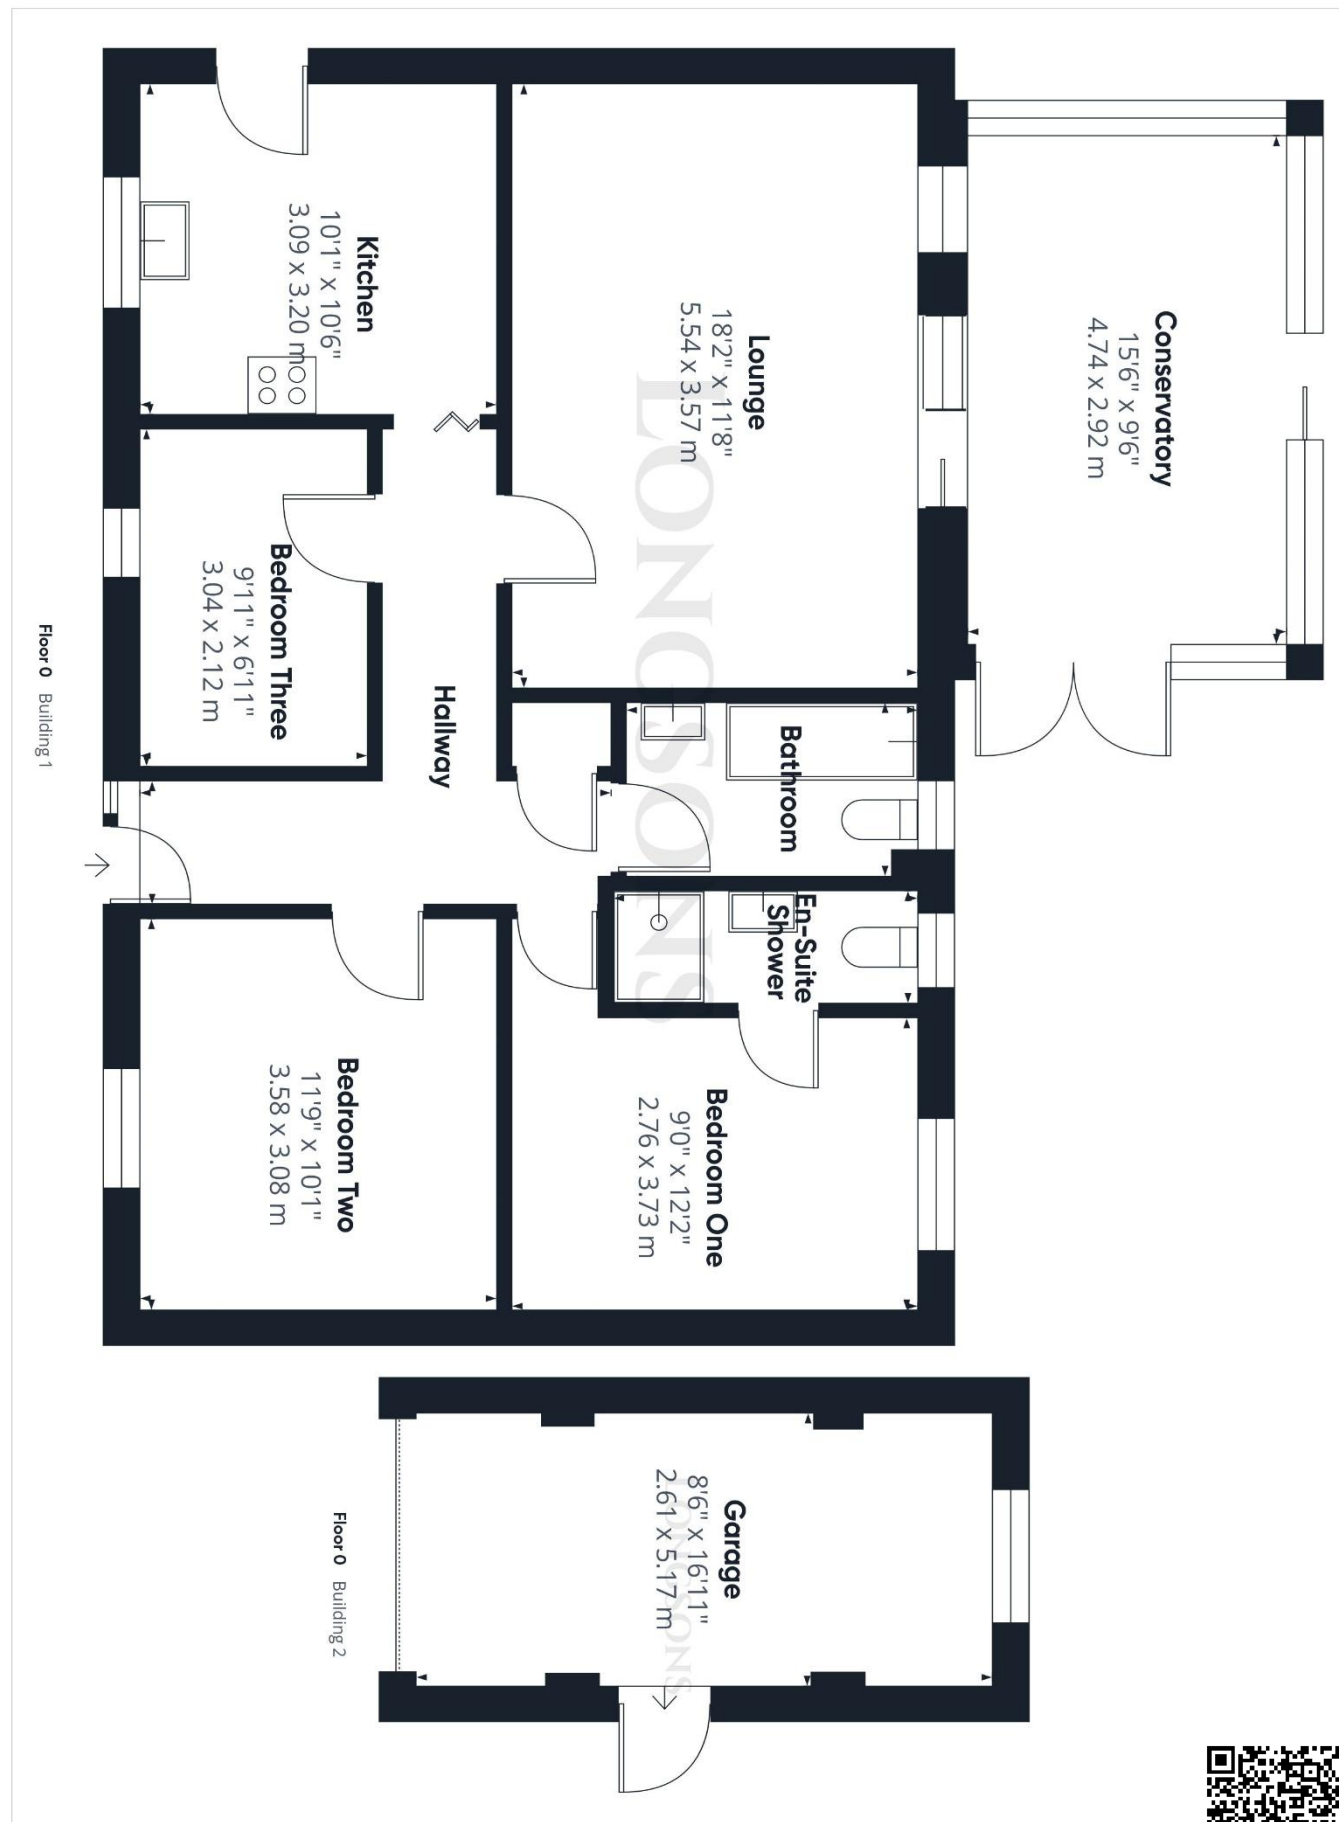 Conservatory
15'6" x 9'6"
4.74 x 2.92 m
Lounge
18'2" x 11'8"
5.54 x 3.57 m
Kitchen
10'1" x 10'6"
3.09 x 3.20 m
Bathroom
En-Suite
Shower
Hallway
Bedroom Three
9'11" x 6'11"
3.04 x 2.12 m
Bedroom One
9'0" x 12'2"
2.76 x 3.73 m
Bedroom Two
11'9" x 10'1"
3.58 x 3.08 m
LONGSONS
Floor 0 Building 1
Garage
8'6" x 16'11"
2.61 x 5.17 m
LONGSONS
Floor 0 Building 2